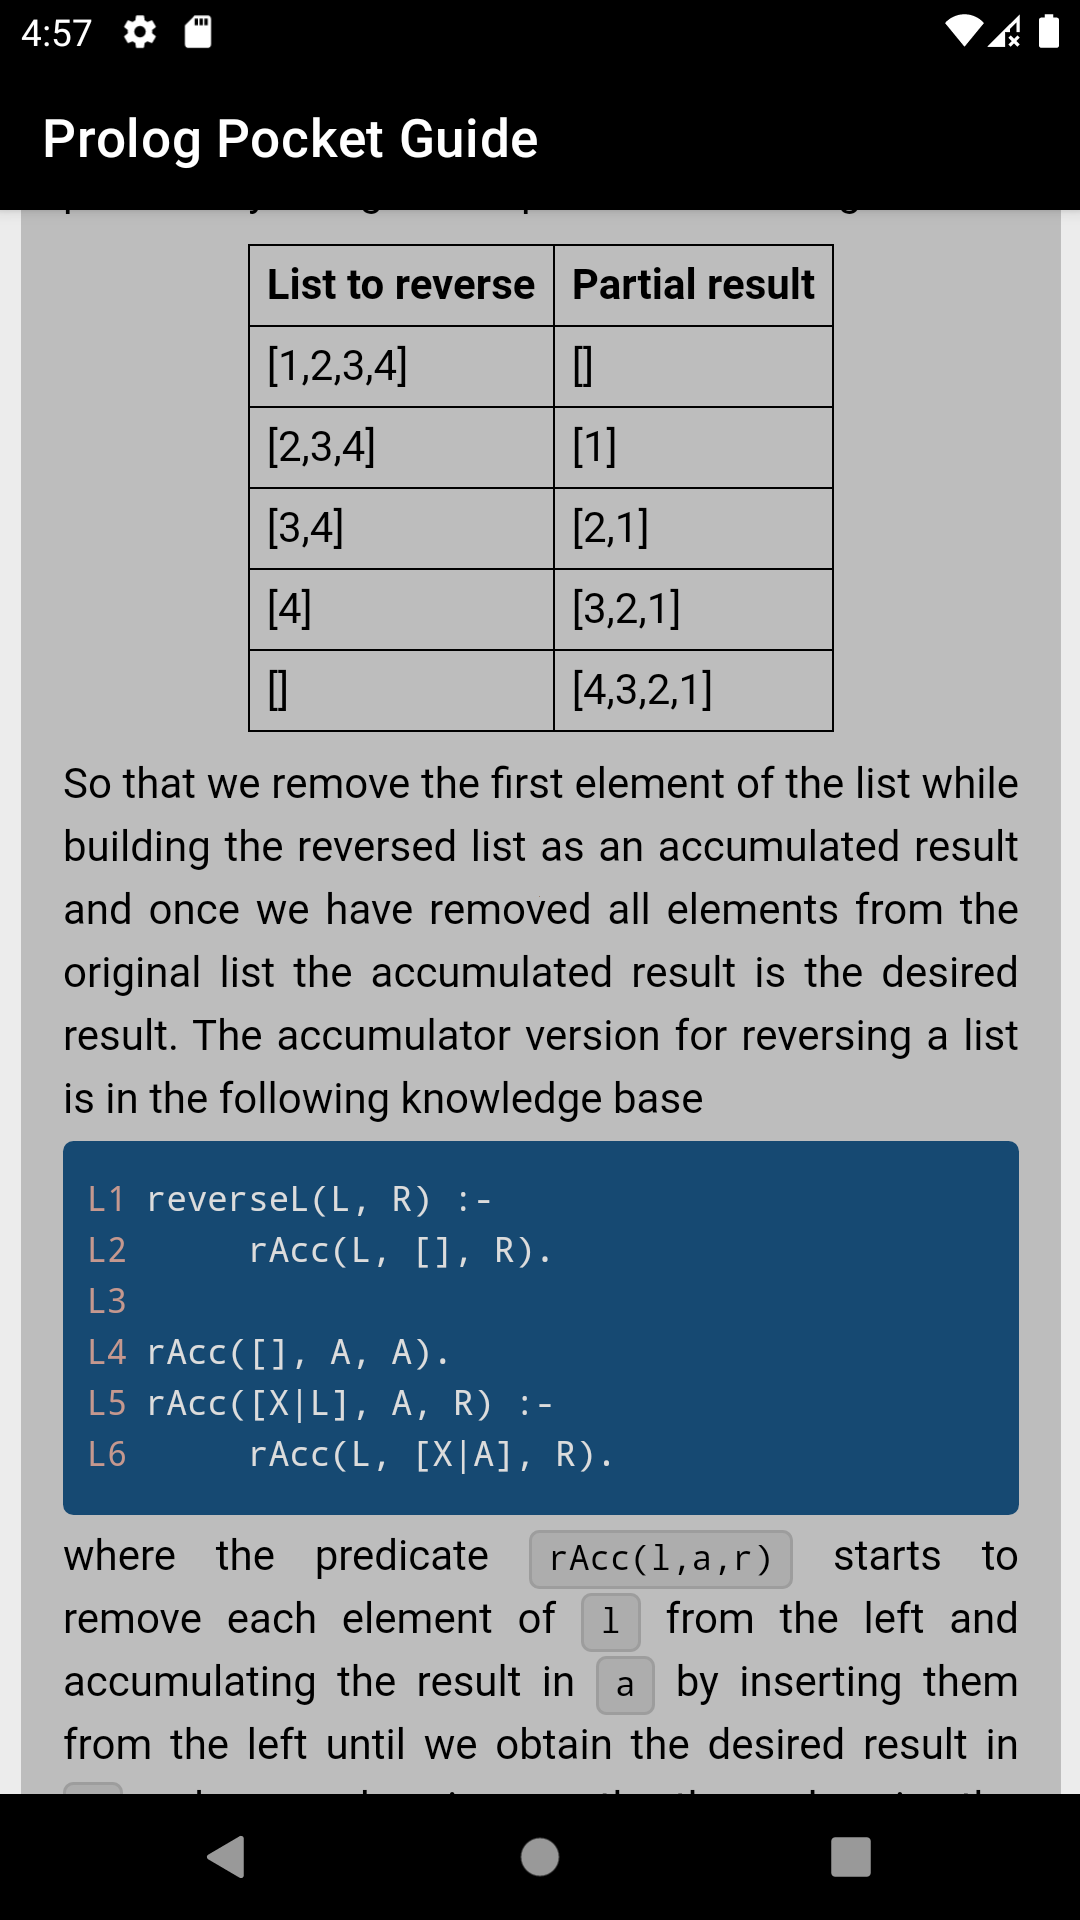 4:57
Prolog Pocket Guide
List to reverse Partial result
[1,2,3,4] []
[2,3,4] [1]
[3,4] [2,1]
[4] [3,2,1]
[] [4,3,2,1]
So that we remove the first element of the list while
building the reversed list as an accumulated result
and once we have removed all elements from the
original list the accumulated result is the desired
result. The accumulator version for reversing a list
is in the following knowledge base
L1 reverseL(L, R) :-
L2      rAcc(L, [], R).
L3
L4 rAcc([], A, A).
L5 rAcc([X|L], A, R) :-
L6      rAcc(L, [X|A], R).
where the predicate rAcc(l,a,r) starts to
remove each element of l from the left and
accumulating the result in a by inserting them
from the left until we obtain the desired result in